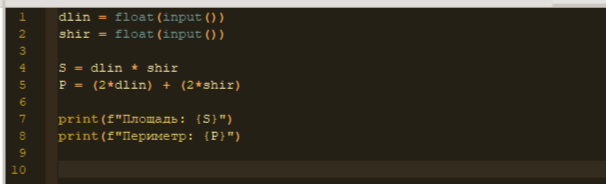 1 dlin = float(input())
2 shir = float(input())
3
4 S = dlin * shir
5 P = (2*dlin) + (2*shir)
6
7 print(f"Площадь: {S}")
8 print(f"Периметр: {P}")
9
10